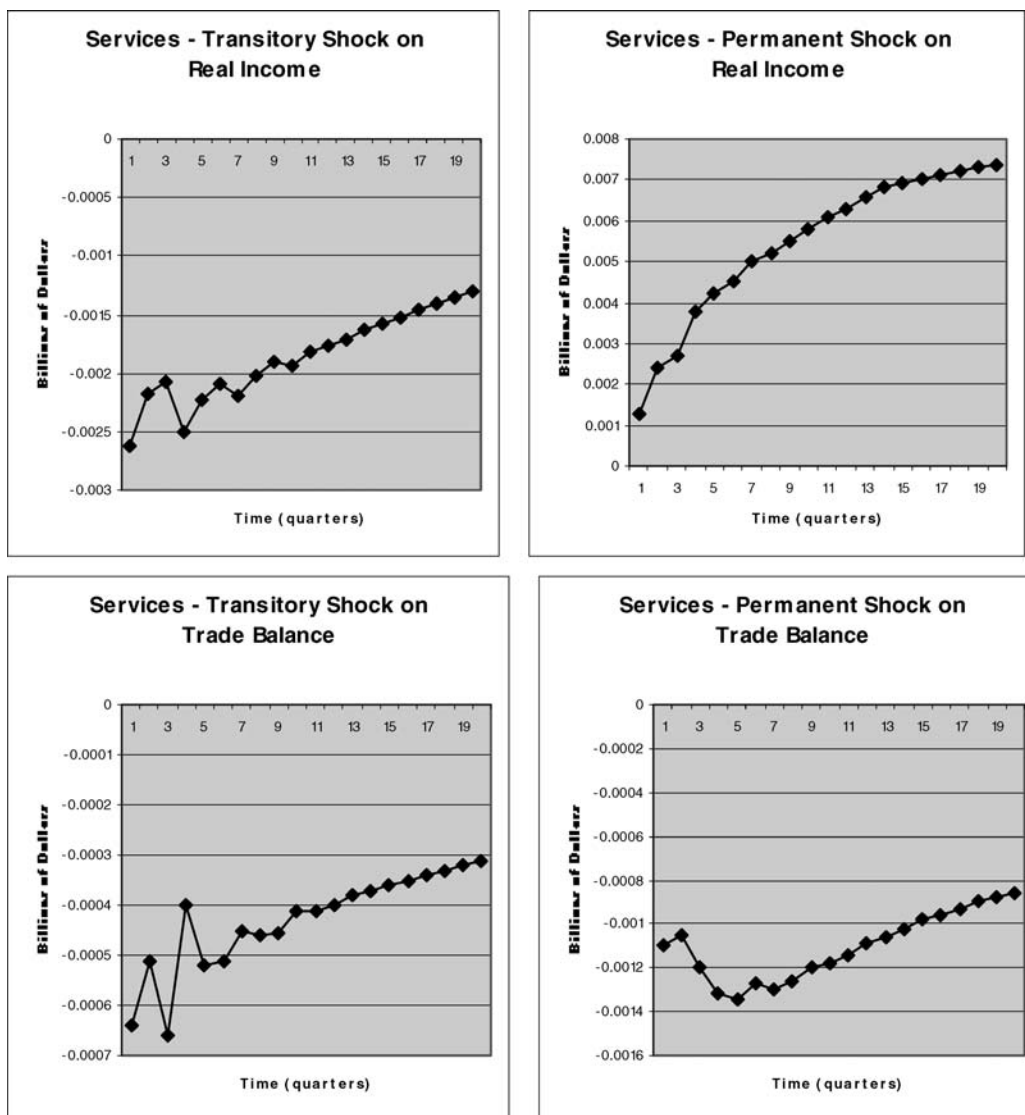 Services - Transitory Shock on
Real Income
0
1 3 5 7 9 11 13 15 17 19
-0.0005
-0.001
-0.0015
-0.002
-0.0025
-0.003
Billions of Dollars
Time (quarters)
Services - Permanent Shock on
Real Income
0.008
0.007
0.006
0.005
0.004
0.003
0.002
0.001
0
Billions of Dollars
1 3 5 7 9 11 13 15 17 19
Time (quarters)
Services - Transitory Shock on
Trade Balance
0
1 3 5 7 9 11 13 15 17 19
-0.0001
-0.0002
-0.0003
-0.0004
-0.0005
-0.0006
-0.0007
Billions of Dollars
Time (quarters)
Services - Permanent Shock on
Trade Balance
0
1 3 5 7 9 11 13 15 17 19
-0.0002
-0.0004
-0.0006
-0.0008
-0.001
-0.0012
-0.0014
-0.0016
Billions of Dollars
Time (quarters)